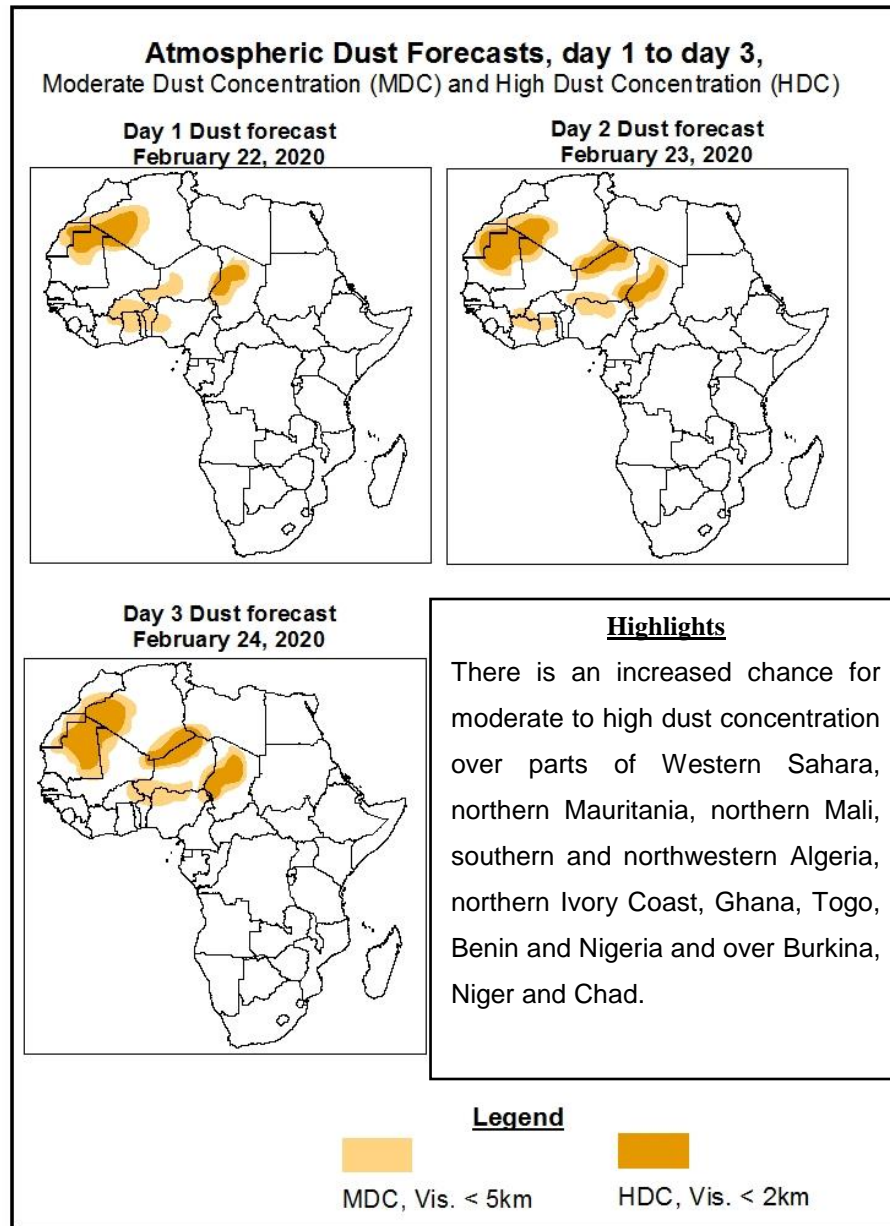 Atmospheric Dust Forecasts, day 1 to day 3,
Moderate Dust Concentration (MDC) and High Dust Concentration (HDC)
Day 1 Dust forecast
February 22, 2020
Day 2 Dust forecast
February 23, 2020
Day 3 Dust forecast
February 24, 2020
Highlights
There is an increased chance for
moderate to high dust concentration
over parts of Western Sahara,
northern Mauritania, northern Mali,
southern and northwestern Algeria,
northern Ivory Coast, Ghana, Togo,
Benin and Nigeria and over Burkina,
Niger and Chad.
Legend
MDC, Vis. < 5km
HDC, Vis. < 2km